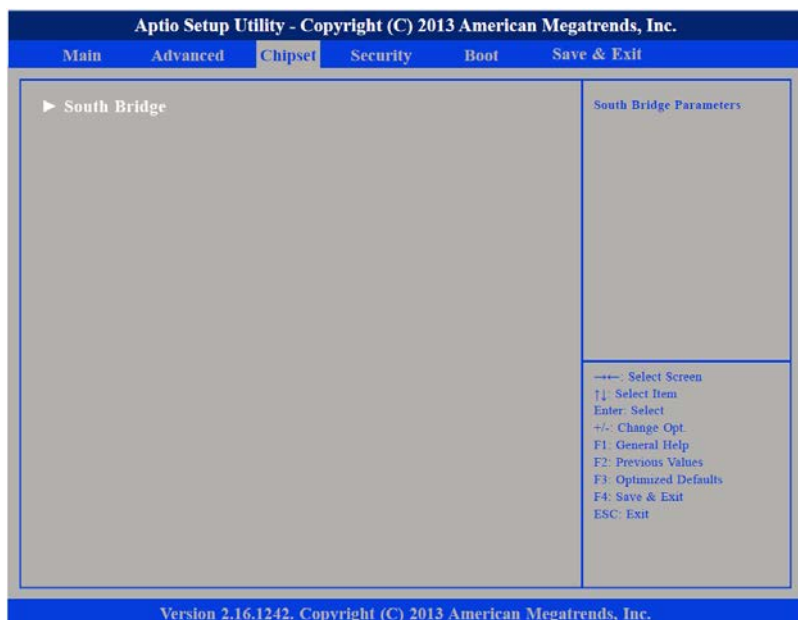 Aptio Setup Utility - Copyright (C) 2013 American Megatrends, Inc.
Main Advanced Chipset Security Boot Save & Exit
► South Bridge
South Bridge Parameters
→←: Select Screen
↑↓: Select Item
Enter: Select
+/-: Change Opt.
F1: General Help
F2: Previous Values
F3: Optimized Defaults
F4: Save & Exit
ESC: Exit
Version 2.16.1242. Copyright (C) 2013 American Megatrends, Inc.